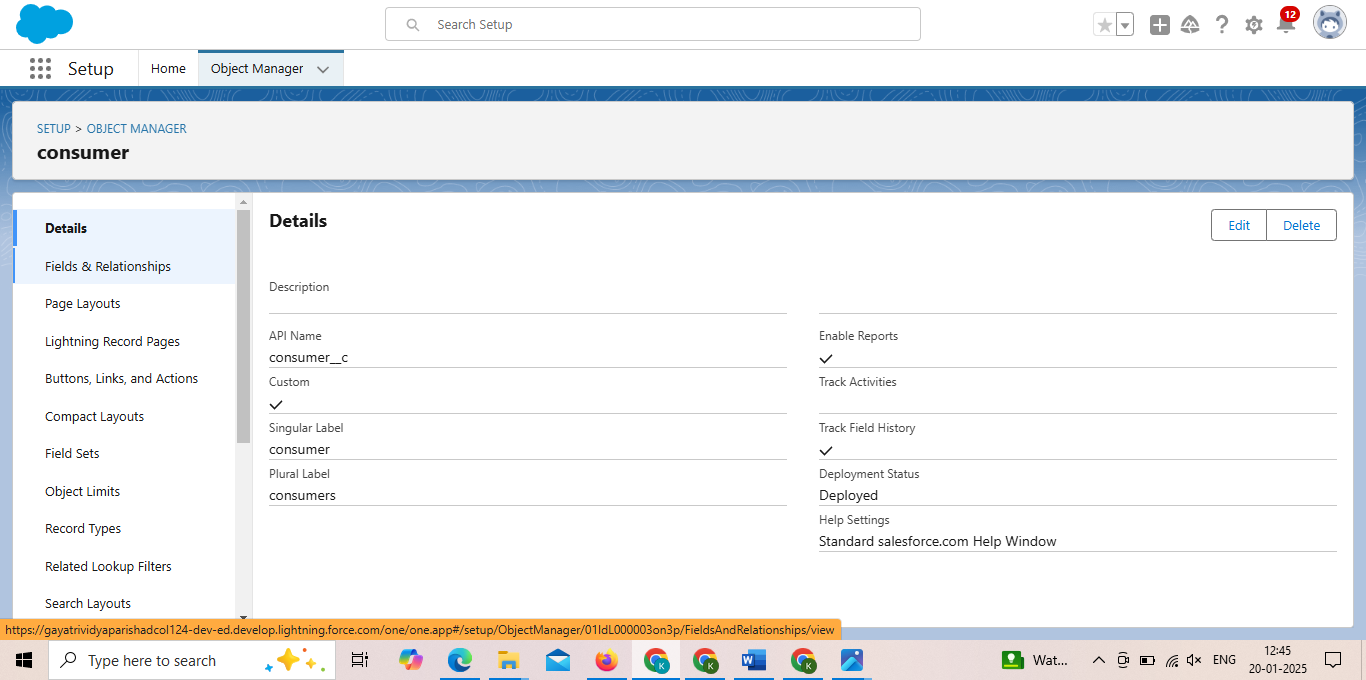 Search Setup
12
Setup
Home
Object Manager
SETUP > OBJECT MANAGER
consumer
Details
Fields & Relationships
Page Layouts
Lightning Record Pages
Buttons, Links, and Actions
Compact Layouts
Field Sets
Object Limits
Record Types
Related Lookup Filters
Search Layouts
Details
Edit
Delete
Description
API Name
consumer__c
Custom
Singular Label
consumer
Plural Label
consumers
Enable Reports
Track Activities
Track Field History
Deployment Status
Deployed
Help Settings
Standard salesforce.com Help Window
https://gayatrividyaparishadcol124-dev-ed.develop.lightning.force.com/one/one.app#/setup/ObjectManager/01IdL000003on3p/FieldsAndRelationships/view
Type here to search
K
K
W
K
Wat...
ENG
12:45
20-01-2025